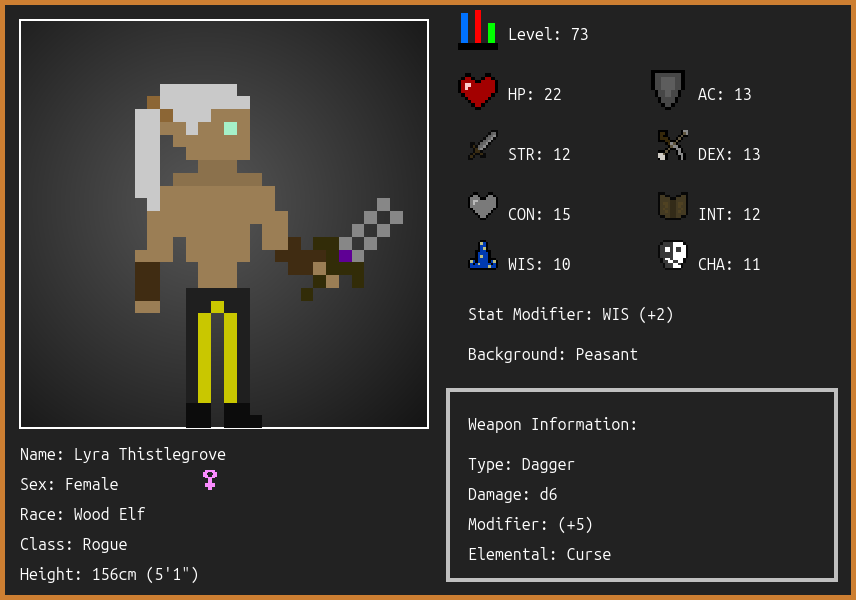 Level: 73
HP: 22
AC: 13
STR: 12
DEX: 13
CON: 15
INT: 12
WIS: 10
CHA: 11
Stat Modifier: WIS (+2)
Background: Peasant
Weapon Information:
Type: Dagger
Damage: d6
Modifier: (+5)
Elemental: Curse
Name: Lyra Thistlegrove
Sex: Female
Race: Wood Elf
Class: Rogue
Height: 156cm (5'1")